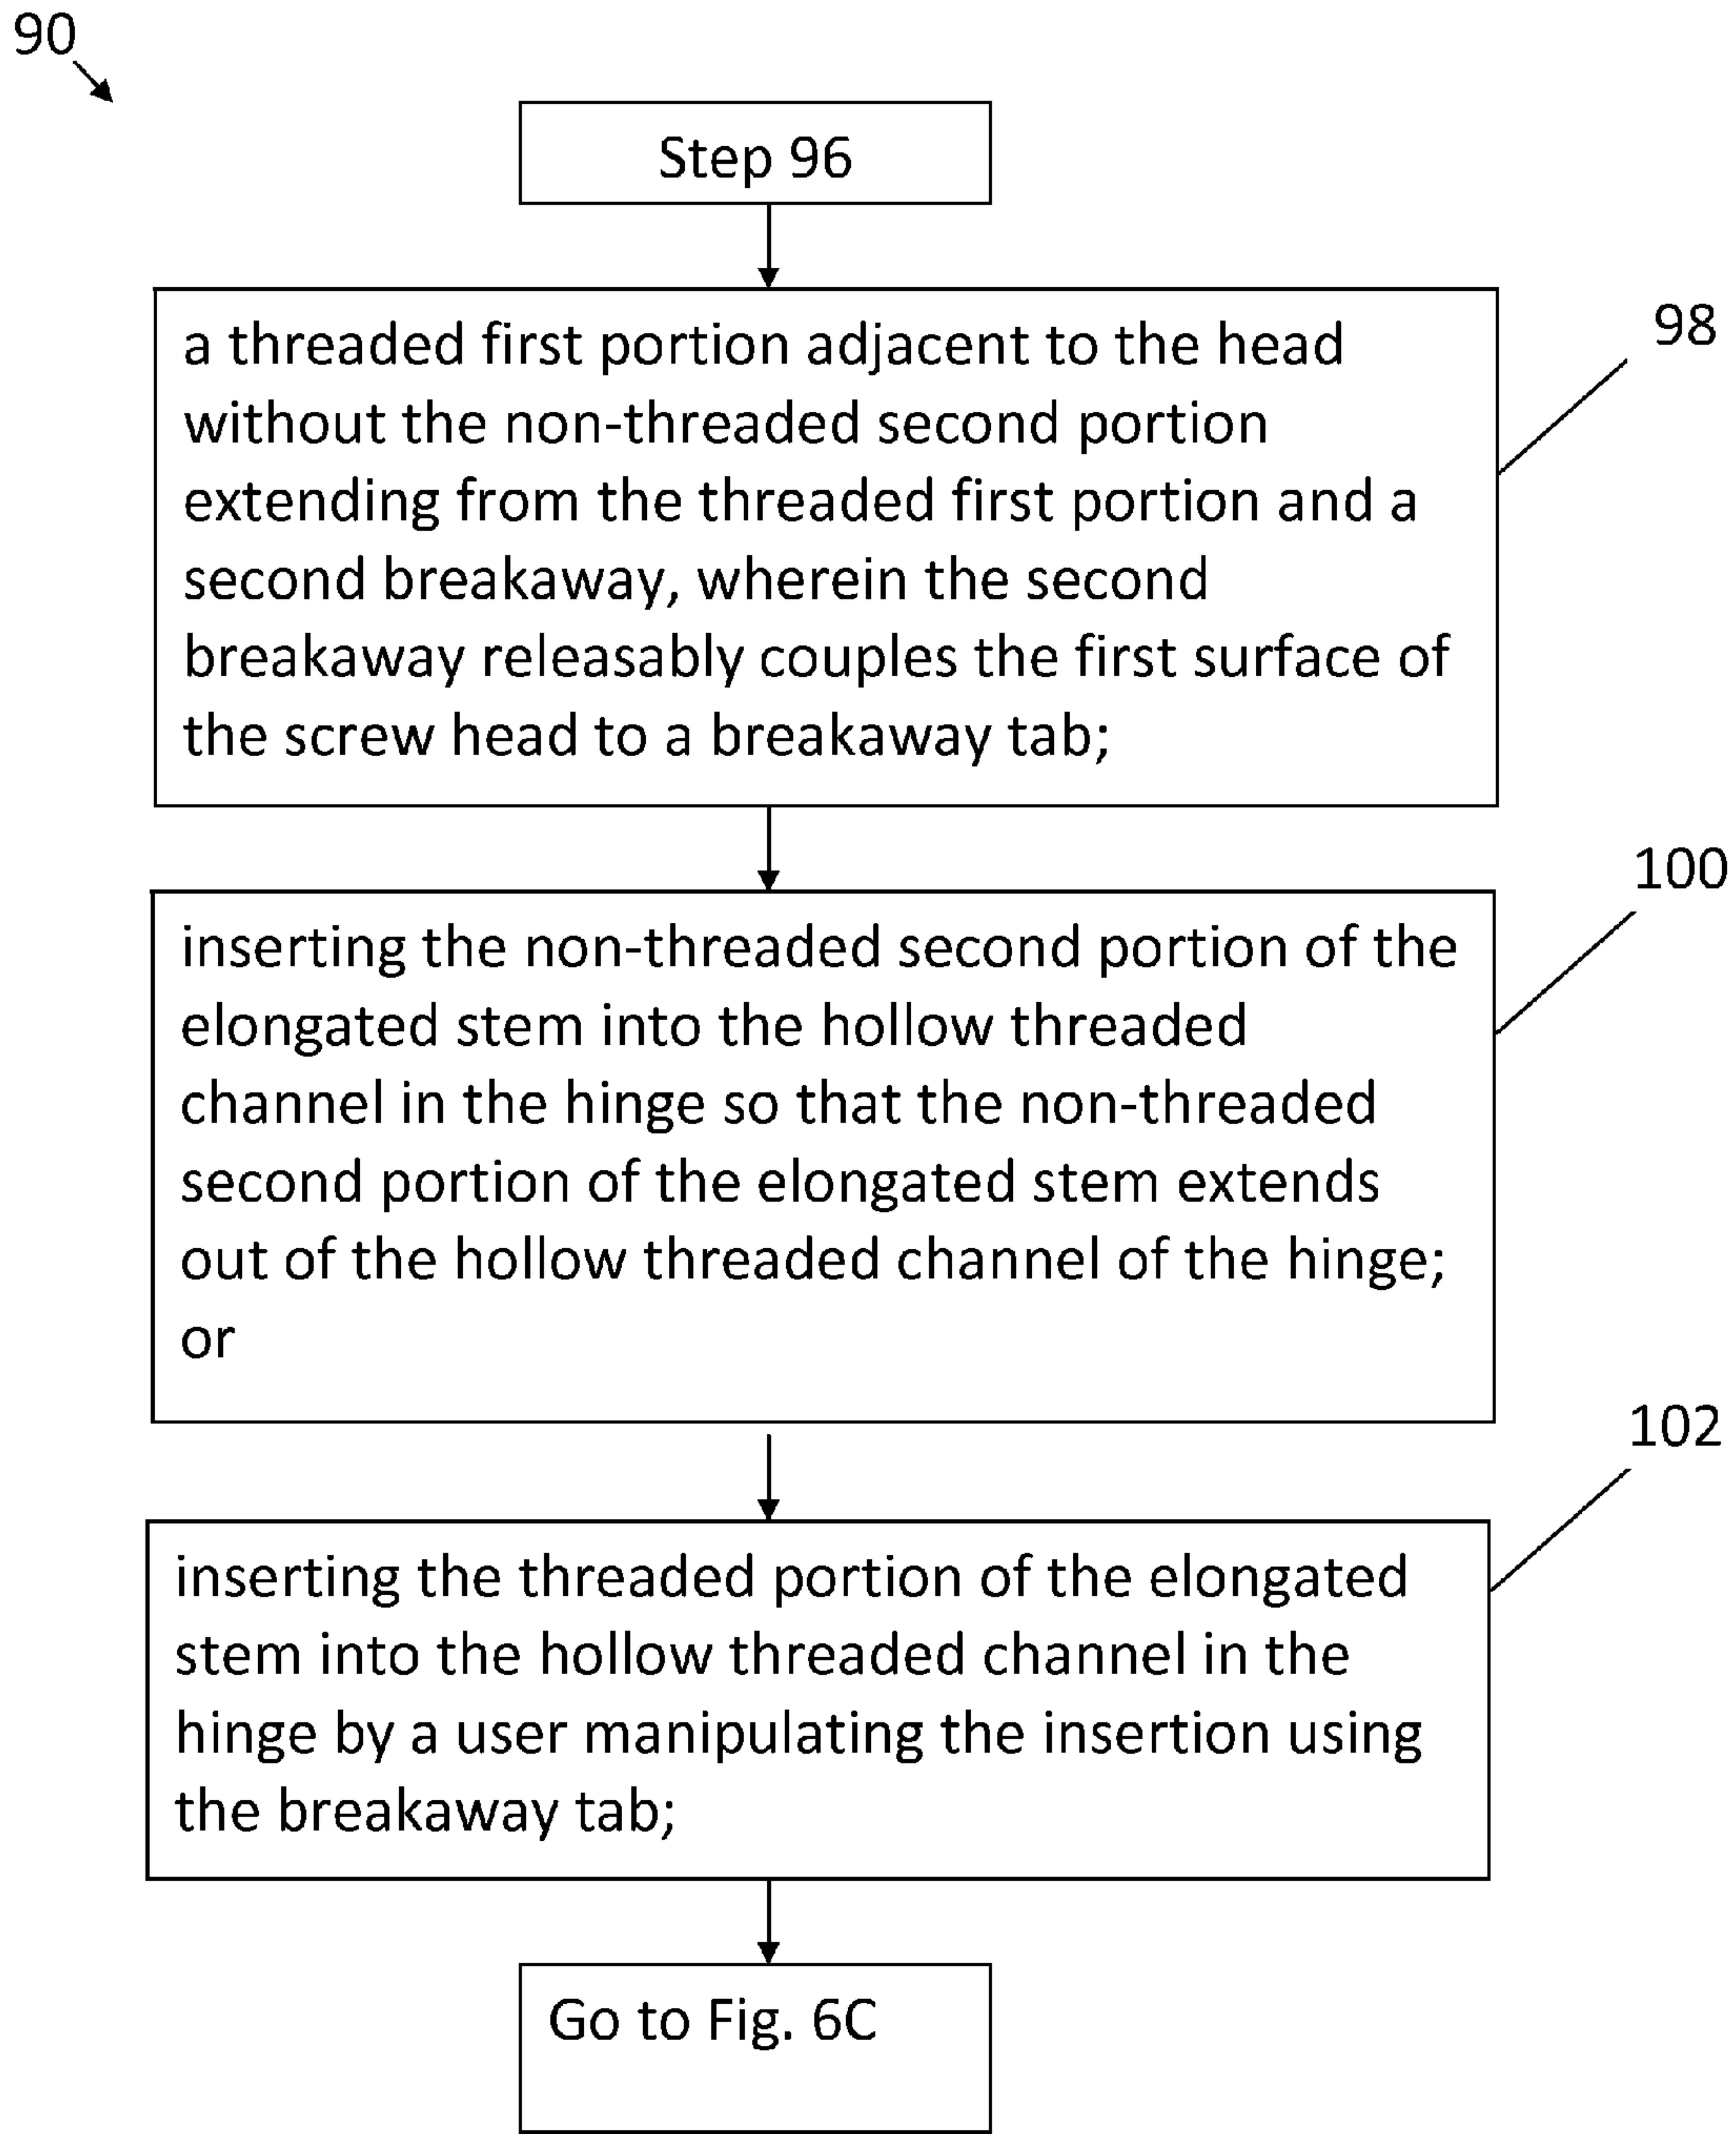 90
Step 96
98
a threaded first portion adjacent to the head
without the non-threaded second portion
extending from the threaded first portion and a
second breakaway, wherein the second
breakaway releasably couples the first surface of
the screw head to a breakaway tab;
100
inserting the non-threaded second portion of the
elongated stem into the hollow threaded
channel in the hinge so that the non-threaded
second portion of the elongated stem extends
out of the hollow threaded channel of the hinge;
or
102
inserting the threaded portion of the elongated
stem into the hollow threaded channel in the
hinge by a user manipulating the insertion using
the breakaway tab;
Go to Fig. 6C